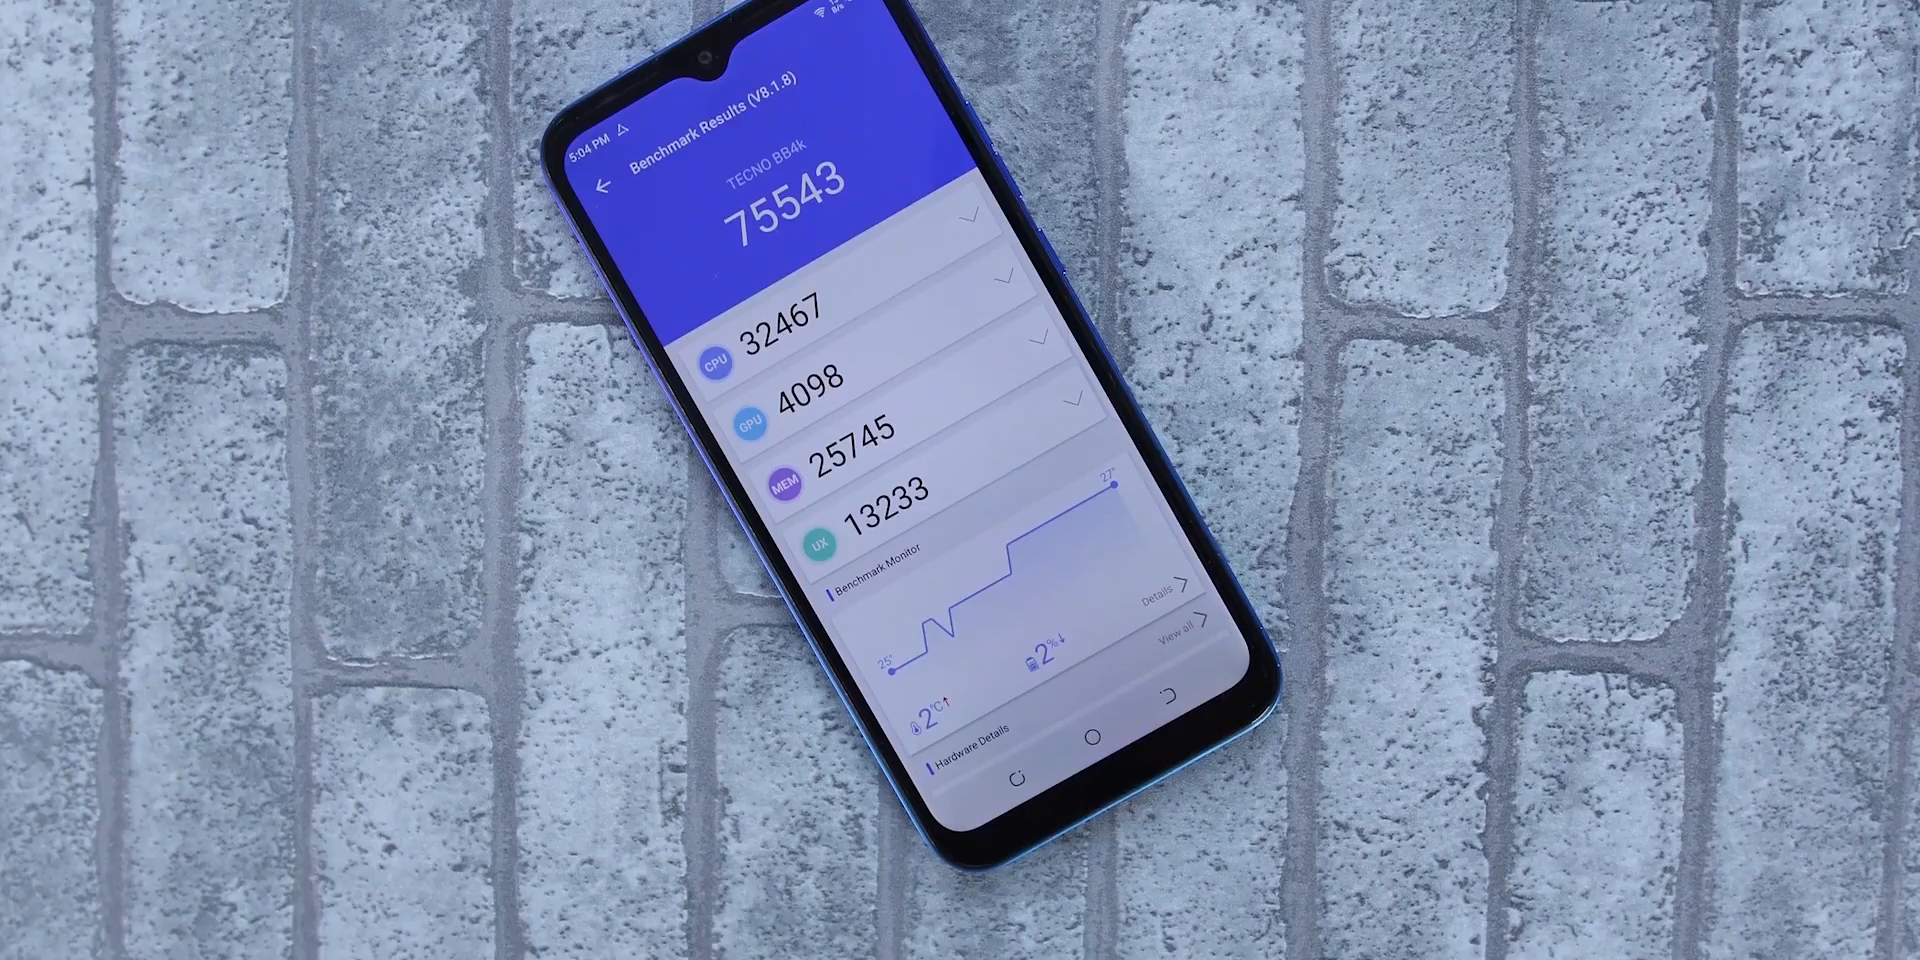 5:04 PM
Benchmark Results (V8.1.8)
TECNO BB4k
75543
CPU 32467
GPU 4098
MEM 25745
UX 13233
Benchmark Monitor
27°
25°
Details
2°C↑
2%↓
View all
Hardware Details